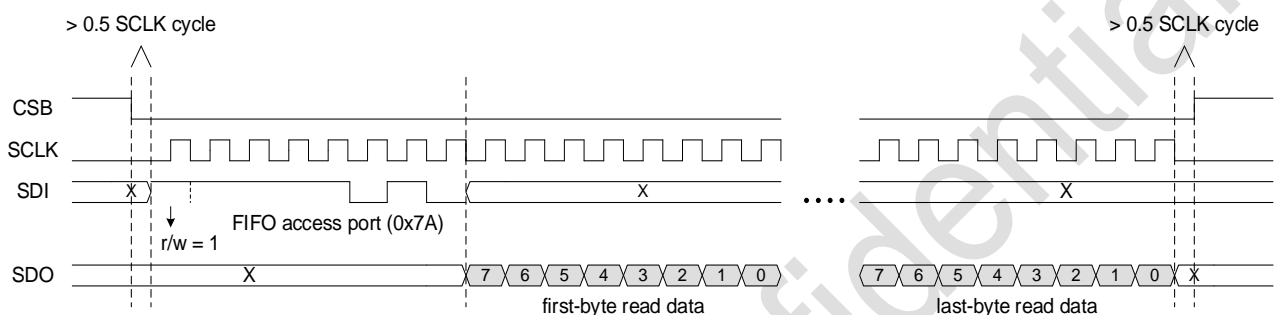 > 0.5 SCLK cycle > 0.5 SCLK cycle
CSB
SCLK
SDI X X X
FIFO access port (0x7A)
r/w = 1
SDO X 7 6 5 4 3 2 1 0 7 6 5 4 3 2 1 0 X
first-byte read data last-byte read data